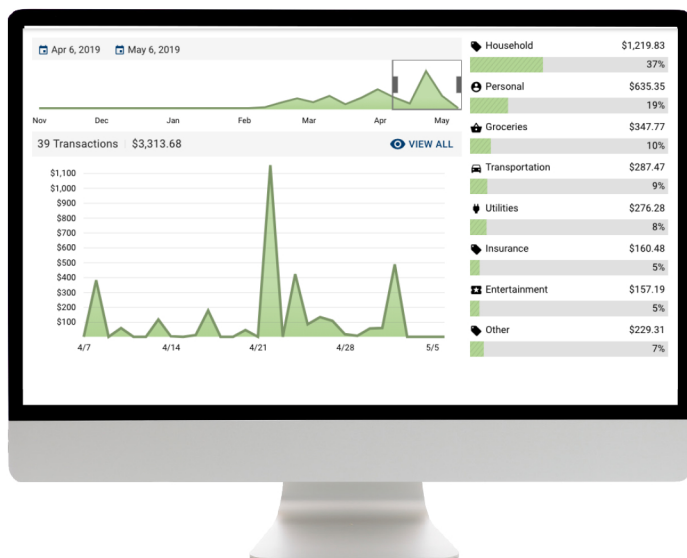 Apr 6, 2019 May 6, 2019
Nov Dec Jan Feb Mar Apr May
39 Transactions $3,313.68 VIEW ALL
$1,100
$1,000
$900
$800
$700
$600
$500
$400
$300
$200
$100
4/7 4/14 4/21 4/28 5/5
Household $1,219.83
37%
Personal $635.35
19%
Groceries $347.77
10%
Transportation $287.47
9%
Utilities $276.28
8%
Insurance $160.48
5%
Entertainment $157.19
5%
Other $229.31
7%